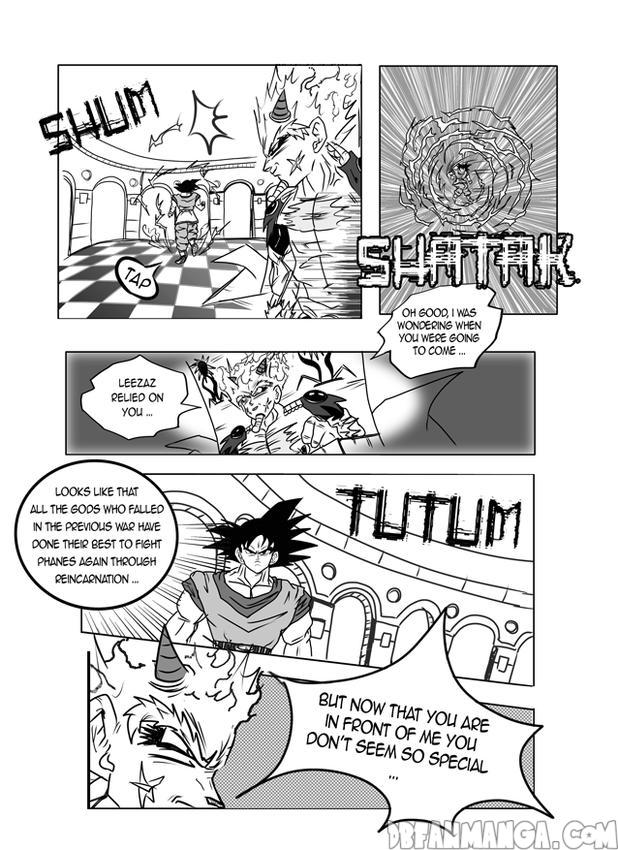 SHUM
TAP
SHATAK
OH GOOD, I WAS
WONDERING WHEN
YOU WERE GOING
TO COME ...
LEEZAZ
RELIED ON
YOU ...
LOOKS LIKE THAT
ALL THE GODS WHO FALLED
IN THE PREVIOUS WAR HAVE
DONE THEIR BEST TO FIGHT
PHANES AGAIN THROUGH
REINCARNATION ...
TUTUM
BUT NOW THAT YOU ARE
IN FRONT OF ME YOU
DON'T SEEM SO SPECIAL
...
DBFANMANGA.COM